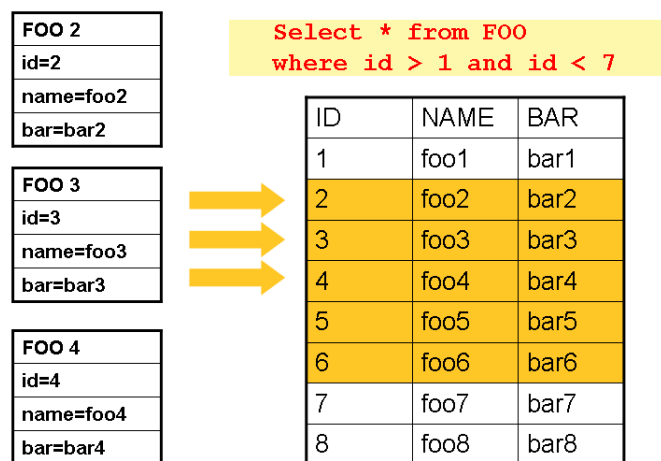 FOO 2
id=2
name=foo2
bar=bar2
FOO 3
id=3
name=foo3
bar=bar3
FOO 4
id=4
name=foo4
bar=bar4
Select * from FOO
where id > 1 and id < 7
ID NAME BAR
1 foo1 bar1
2 foo2 bar2
3 foo3 bar3
4 foo4 bar4
5 foo5 bar5
6 foo6 bar6
7 foo7 bar7
8 foo8 bar8